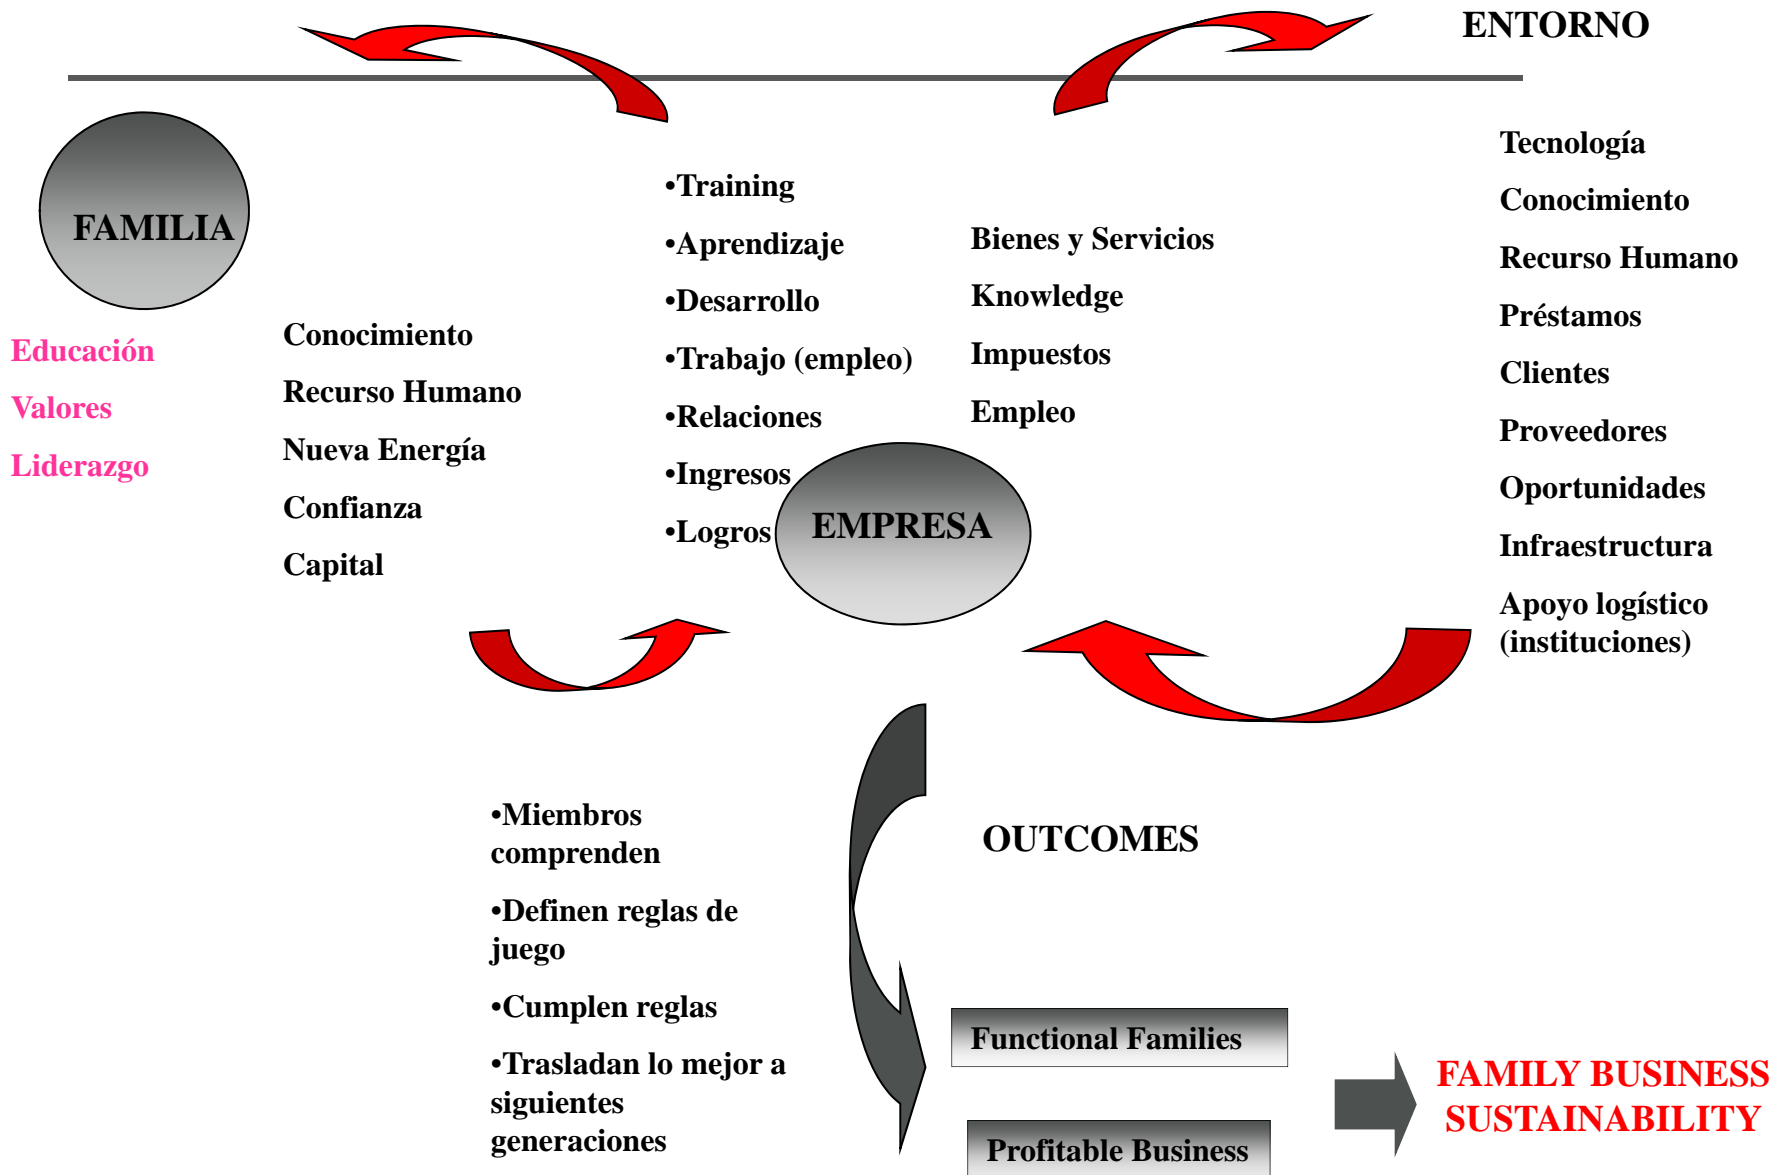 ENTORNO
FAMILIA
Educación
Valores
Liderazgo
Conocimiento
Recurso Humano
Nueva Energía
Confianza
Capital
•Training
•Aprendizaje
•Desarrollo
•Trabajo (empleo)
•Relaciones
•Ingresos
•Logros
Bienes y Servicios
Knowledge
Impuestos
Empleo
EMPRESA
Tecnología
Conocimiento
Recurso Humano
Préstamos
Clientes
Proveedores
Oportunidades
Infraestructura
Apoyo logístico
(instituciones)
•Miembros
comprenden
•Definen reglas de
juego
•Cumplen reglas
•Trasladan lo mejor a
siguientes
generaciones
OUTCOMES
Functional Families
Profitable Business
FAMILY BUSINESS
SUSTAINABILITY